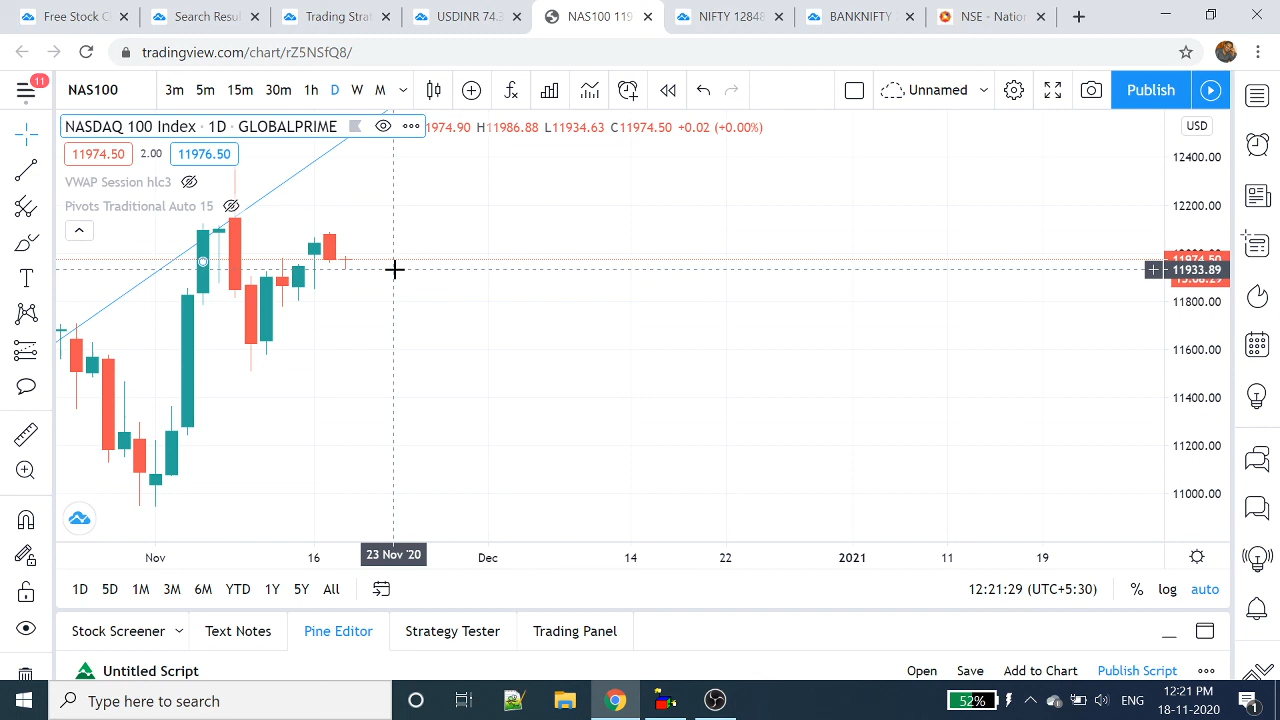 Free Stock C
Search Resul
Trading Strat
USDINR 74.3
NAS100 119
NIFTY 12848
BANKNIFTY
NSE - Nation
tradingview.com/chart/rZ5NSfQ8/
11
NAS100
3m 5m 15m 30m 1h D W M
Unnamed
Publish
NASDAQ 100 Index · 1D · GLOBALPRIME
11974.90 H11986.88 L11934.63 C11974.50 +0.02 (+0.00%)
USD
11974.50 2.00 11976.50
VWAP Session hlc3
Pivots Traditional Auto 15
12400.00
12200.00
11974.50
11933.89
11800.00
11600.00
11400.00
11200.00
11000.00
Nov
16
23 Nov '20
Dec
14
22
2021
11
19
1D 5D 1M 3M 6M YTD 1Y 5Y All
12:21:29 (UTC+5:30)
% log auto
Stock Screener
Text Notes
Pine Editor
Strategy Tester
Trading Panel
Untitled Script
Open Save Add to Chart Publish Script
Type here to search
52%
ENG
12:21 PM
18-11-2020
1